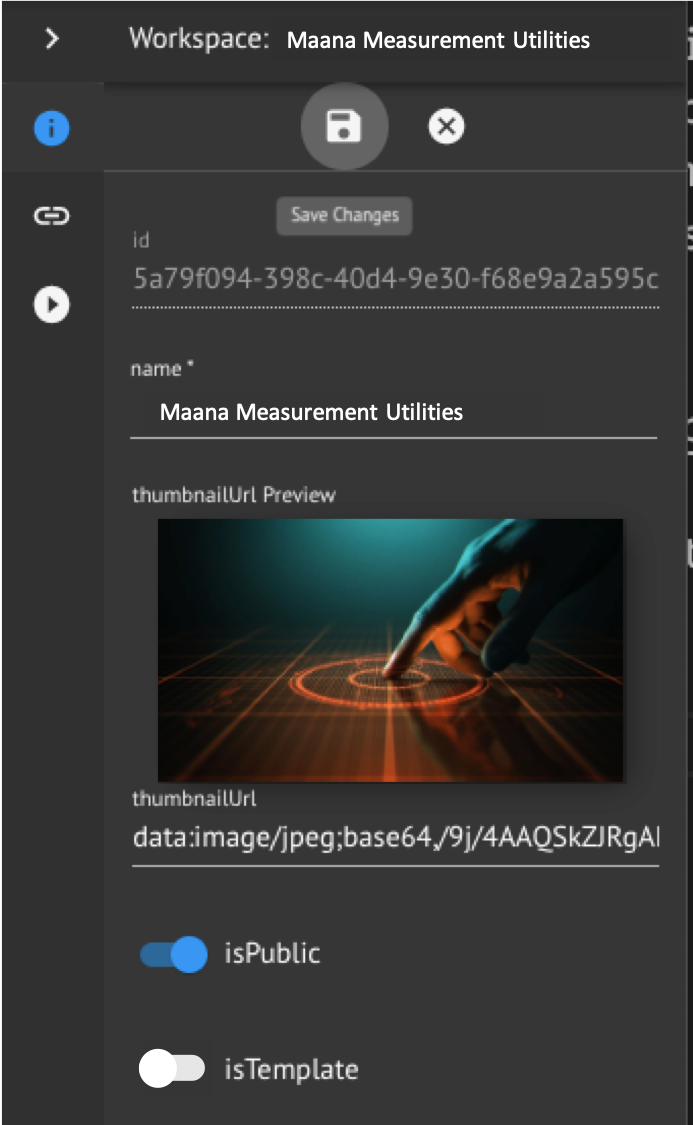 Workspace: Maana Measurement Utilities
Save Changes
id
5a79f094-398c-40d4-9e30-f68e9a2a595c
name *
Maana Measurement Utilities
thumbnailUrl Preview
thumbnailUrl
data:image/jpeg;base64,/9j/4AAQSkZJRgAB
isPublic
isTemplate